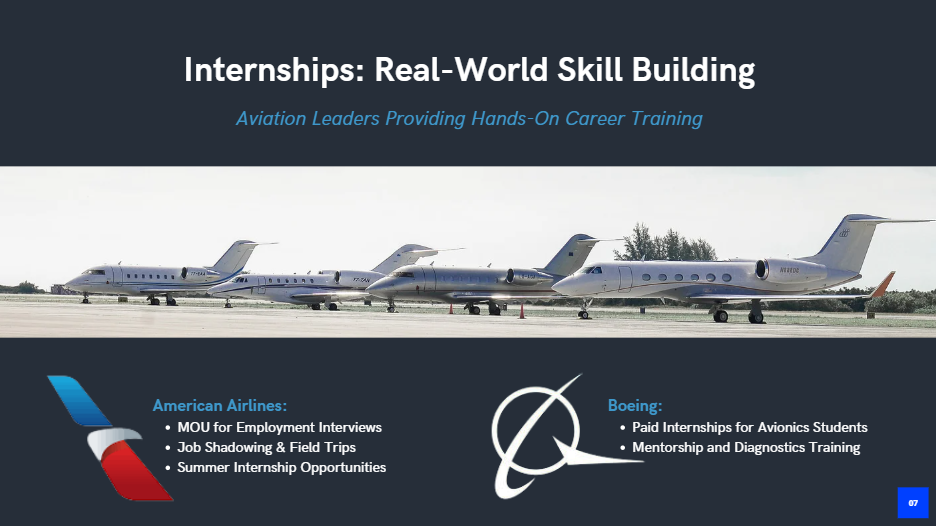 Internships: Real-World Skill Building
Aviation Leaders Providing Hands-On Career Training
American Airlines:
• MOU for Employment Interviews
• Job Shadowing & Field Trips
• Summer Internship Opportunities
Boeing:
• Paid Internships for Avionics Students
• Mentorship and Diagnostics Training
07